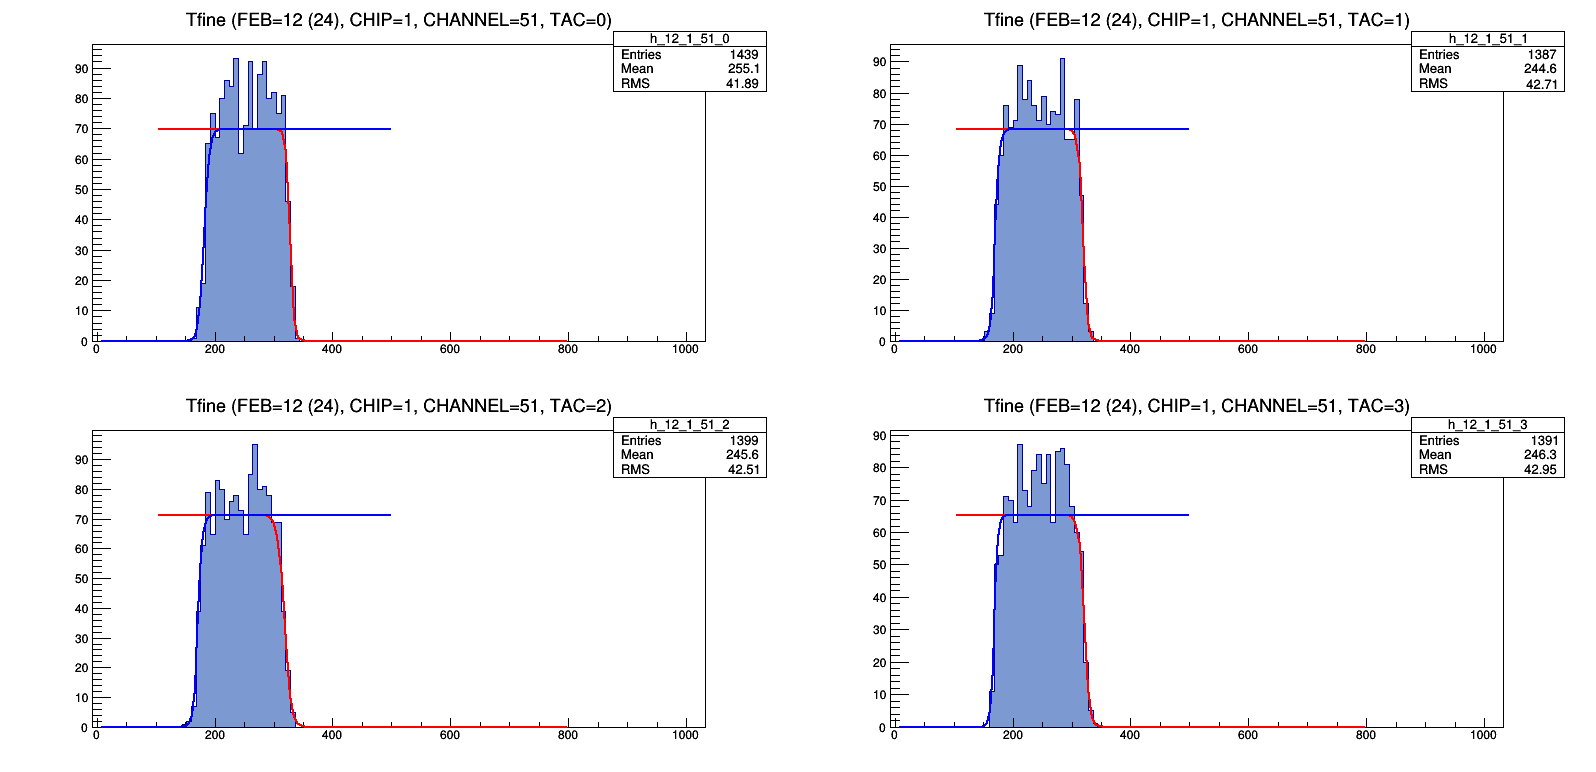 Tfine (FEB=12 (24), CHIP=1, CHANNEL=51, TAC=0)
h_12_1_51_0
Entries 1439
Mean 255.1
RMS 41.89
90
80
70
60
50
40
30
20
10
0
0 200 400 600 800 1000
Tfine (FEB=12 (24), CHIP=1, CHANNEL=51, TAC=1)
h_12_1_51_1
Entries 1387
Mean 244.6
RMS 42.71
90
80
70
60
50
40
30
20
10
0
0 200 400 600 800 1000
Tfine (FEB=12 (24), CHIP=1, CHANNEL=51, TAC=2)
h_12_1_51_2
Entries 1399
Mean 245.6
RMS 42.51
90
80
70
60
50
40
30
20
10
0
0 200 400 600 800 1000
Tfine (FEB=12 (24), CHIP=1, CHANNEL=51, TAC=3)
h_12_1_51_3
Entries 1391
Mean 246.3
RMS 42.95
90
80
70
60
50
40
30
20
10
0
0 200 400 600 800 1000